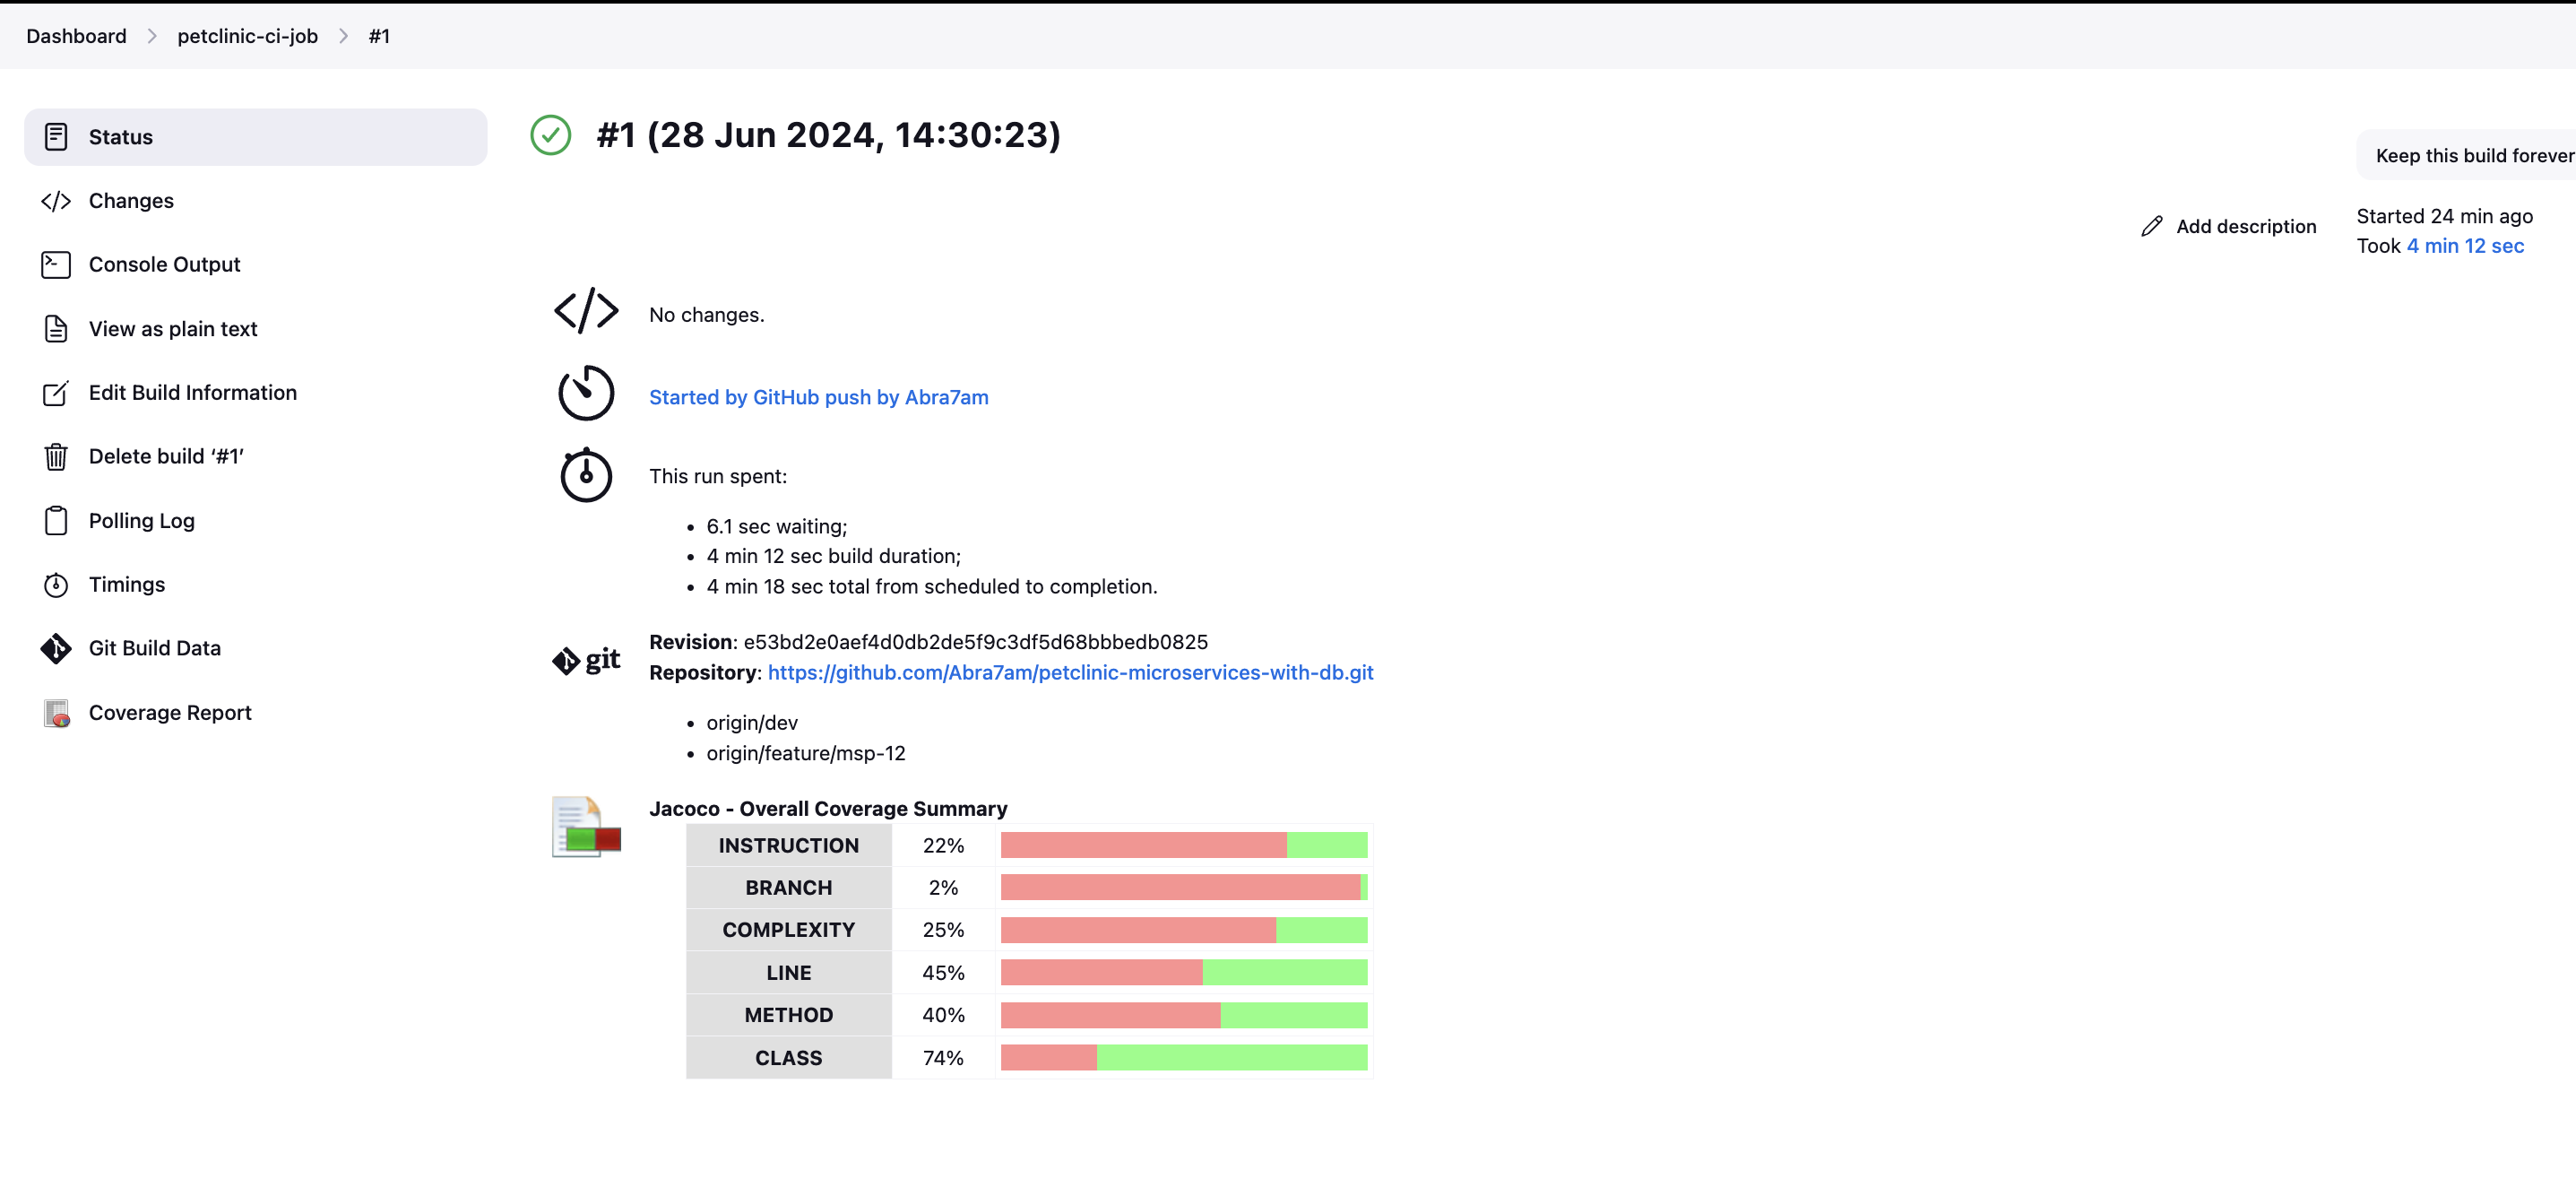 Dashboard > petclinic-ci-job > #1
Status
Changes
Console Output
View as plain text
Edit Build Information
Delete build ‘#1’
Polling Log
Timings
Git Build Data
Coverage Report
#1 (28 Jun 2024, 14:30:23)
Keep this build forever
Add description
Started 24 min ago
Took 4 min 12 sec
No changes.
Started by GitHub push by Abra7am
This run spent:
• 6.1 sec waiting;
• 4 min 12 sec build duration;
• 4 min 18 sec total from scheduled to completion.
git
Revision: e53bd2e0aef4d0db2de5f9c3df5d68bbbedb0825
Repository: https://github.com/Abra7am/petclinic-microservices-with-db.git
• origin/dev
• origin/feature/msp-12
Jacoco - Overall Coverage Summary
INSTRUCTION 22%
BRANCH 2%
COMPLEXITY 25%
LINE 45%
METHOD 40%
CLASS 74%